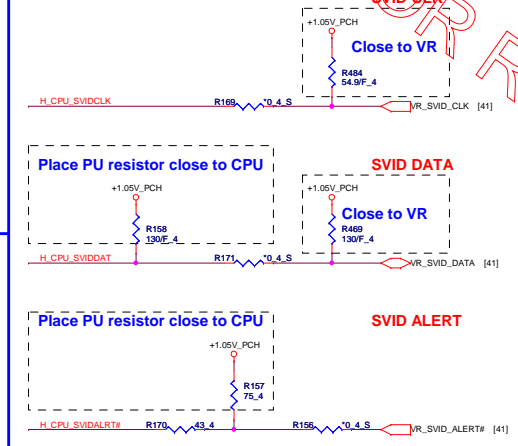 SVID CLK
+1.05V_PCH
Close to VR
R484
54.9/F_4
H_CPU_SVIDCLK
R169
*0_4_S
VR_SVID_CLK [41]
Place PU resistor close to CPU
SVID DATA
+1.05V_PCH
+1.05V_PCH
Close to VR
R158
130/F_4
R469
130/F_4
H_CPU_SVIDDAT
R171
*0_4_S
VR_SVID_DATA [41]
Place PU resistor close to CPU
SVID ALERT
+1.05V_PCH
R157
75_4
H_CPU_SVIDALRT#
R170
43_4
R156
*0_4_S
VR_SVID_ALERT# [41]